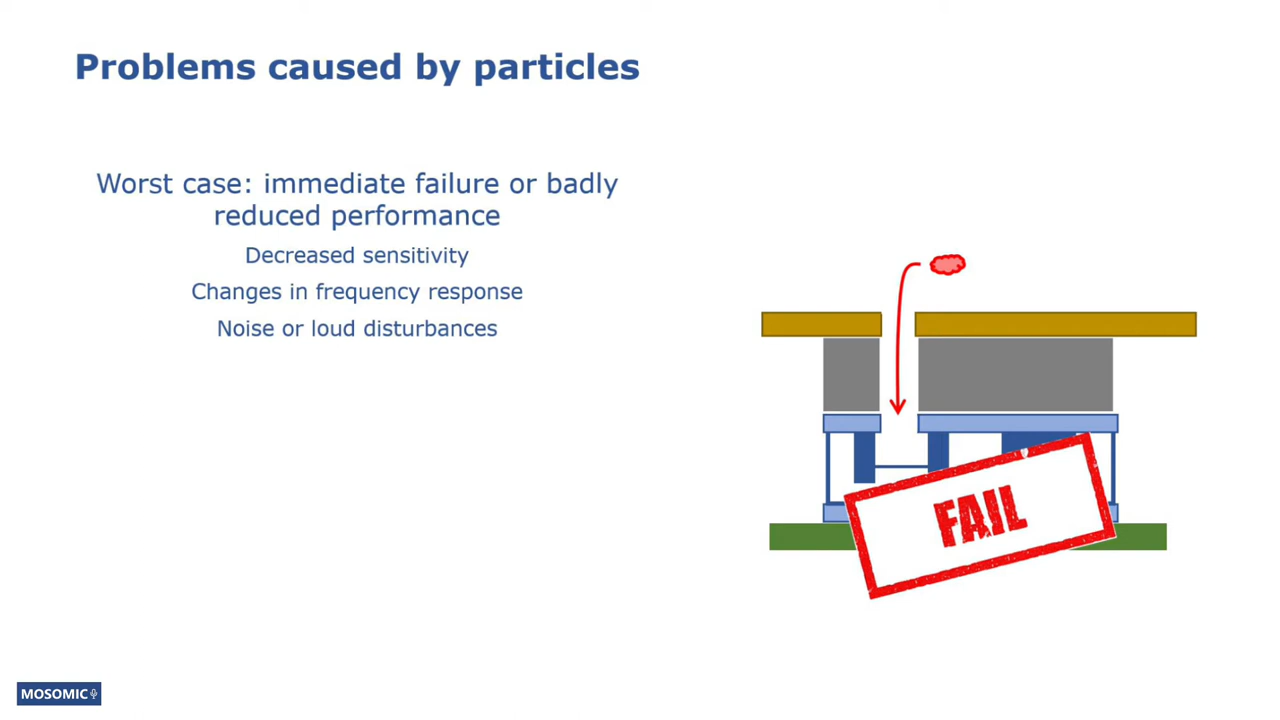 Problems caused by particles
Worst case: immediate failure or badly
reduced performance
Decreased sensitivity
Changes in frequency response
Noise or loud disturbances
FAIL
MOSOMIC